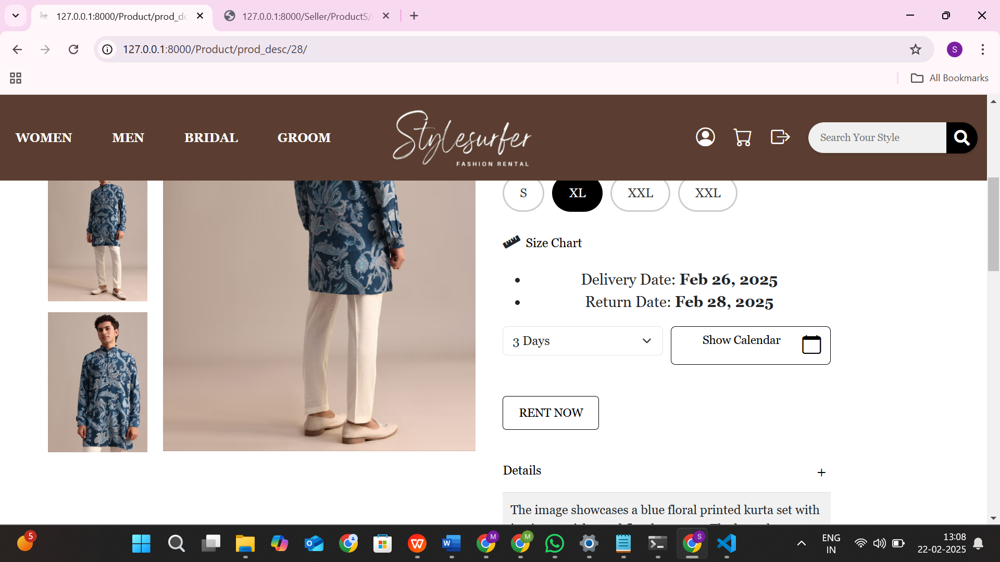 127.0.0.1:8000/Product/prod_de
127.0.0.1:8000/Seller/ProductS/
127.0.0.1:8000/Product/prod_desc/28/
S
All Bookmarks
WOMEN
MEN
BRIDAL
GROOM
Stylesurfer
FASHION RENTAL
Search Your Style
S
XL
XXL
XXL
Size Chart
• Delivery Date: Feb 26, 2025
• Return Date: Feb 28, 2025
3 Days
Show Calendar
RENT NOW
Details
+
The image showcases a blue floral printed kurta set with
5
M
M
S
ENG
IN
13:08
22-02-2025